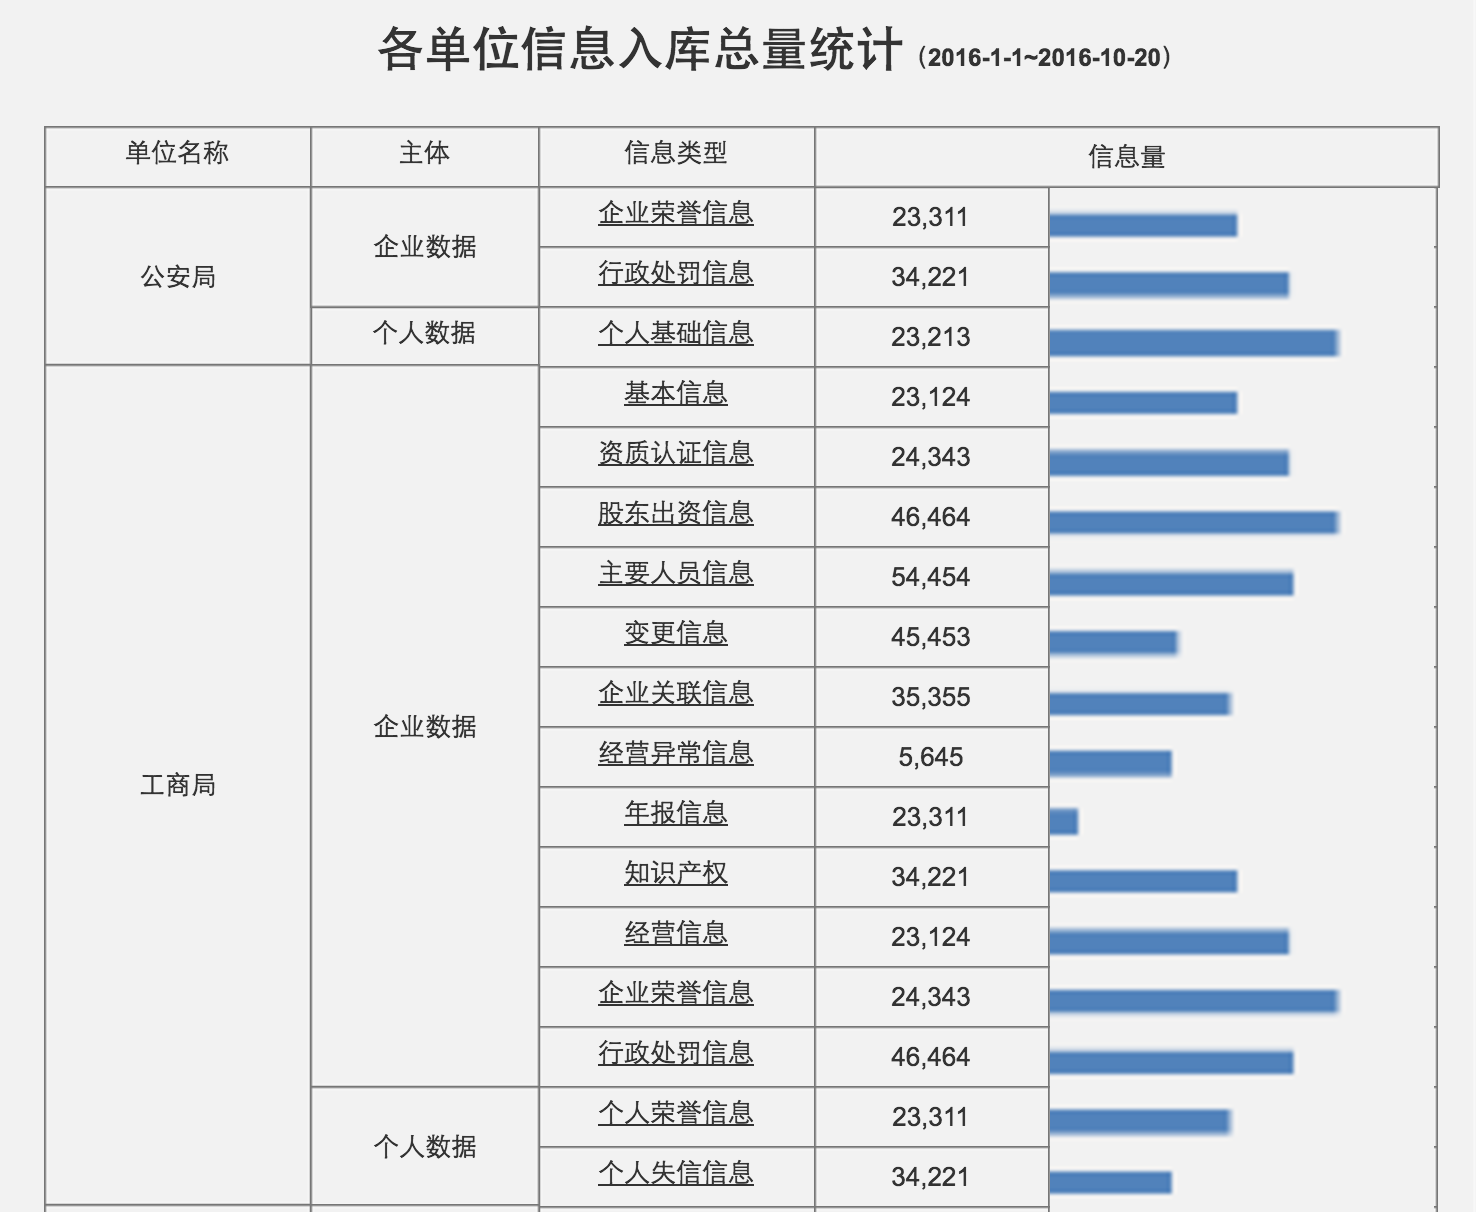 各单位信息入库总量统计（2016-1-1~2016-10-20）
单位名称 主体 信息类型 信息量
公安局 企业数据 企业荣誉信息 23,311
行政处罚信息 34,221
个人数据 个人基础信息 23,213
工商局 企业数据 基本信息 23,124
资质认证信息 24,343
股东出资信息 46,464
主要人员信息 54,454
变更信息 45,453
企业关联信息 35,355
经营异常信息 5,645
年报信息 23,311
知识产权 34,221
经营信息 23,124
企业荣誉信息 24,343
行政处罚信息 46,464
个人数据 个人荣誉信息 23,311
个人失信信息 34,221